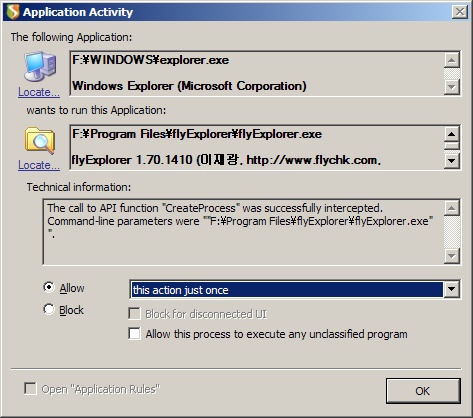 Application Activity
The following Application:
F:¥WINDOWS¥explorer.exe
Windows Explorer (Microsoft Corporation)
Locate...
wants to run this Application:
F:¥Program Files¥flyExplorer¥flyExplorer.exe
flyExplorer 1.70.1410 (이재광, http://www.flychk.com,
Locate...
Technical information:
The call to API function "CreateProcess" was successfully intercepted.
Command-line parameters were ""F:¥Program Files¥flyExplorer¥flyExplorer.exe"
".
Allow
this action just once
Block
Block for disconnected UI
Allow this process to execute any unclassified program
Open "Application Rules"
OK